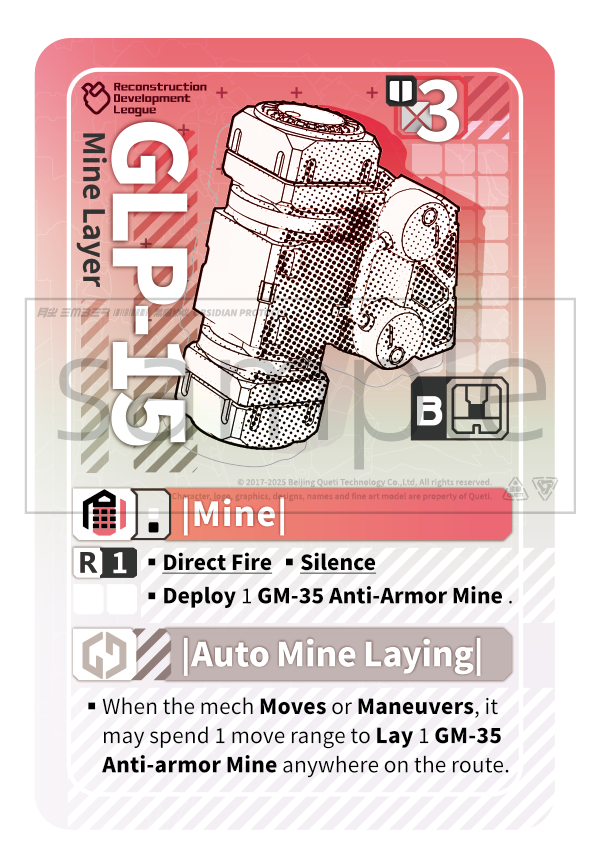 Reconstruction
Development
League
3
GLP-15
Mine Layer
OBSIDIAN PROTOCOL
sample
B
© 2017-2025 Beijing Queti Technology Co.,Ltd, All rights reserved.
Character, logo, graphics, designs, names and fine art model are property of Queti.
|Mine|
R 1 ▪ Direct Fire ▪ Silence
▪ Deploy 1 GM-35 Anti-Armor Mine .
|Auto Mine Laying|
▪ When the mech Moves or Maneuvers, it
may spend 1 move range to Lay 1 GM-35
Anti-armor Mine anywhere on the route.